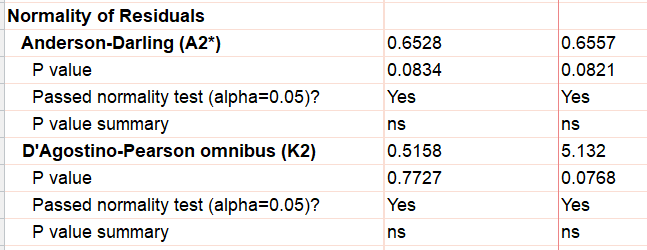 Normality of Residuals
Anderson-Darling (A2*) 0.6528 0.6557
P value 0.0834 0.0821
Passed normality test (alpha=0.05)? Yes Yes
P value summary ns ns
D'Agostino-Pearson omnibus (K2) 0.5158 5.132
P value 0.7727 0.0768
Passed normality test (alpha=0.05)? Yes Yes
P value summary ns ns